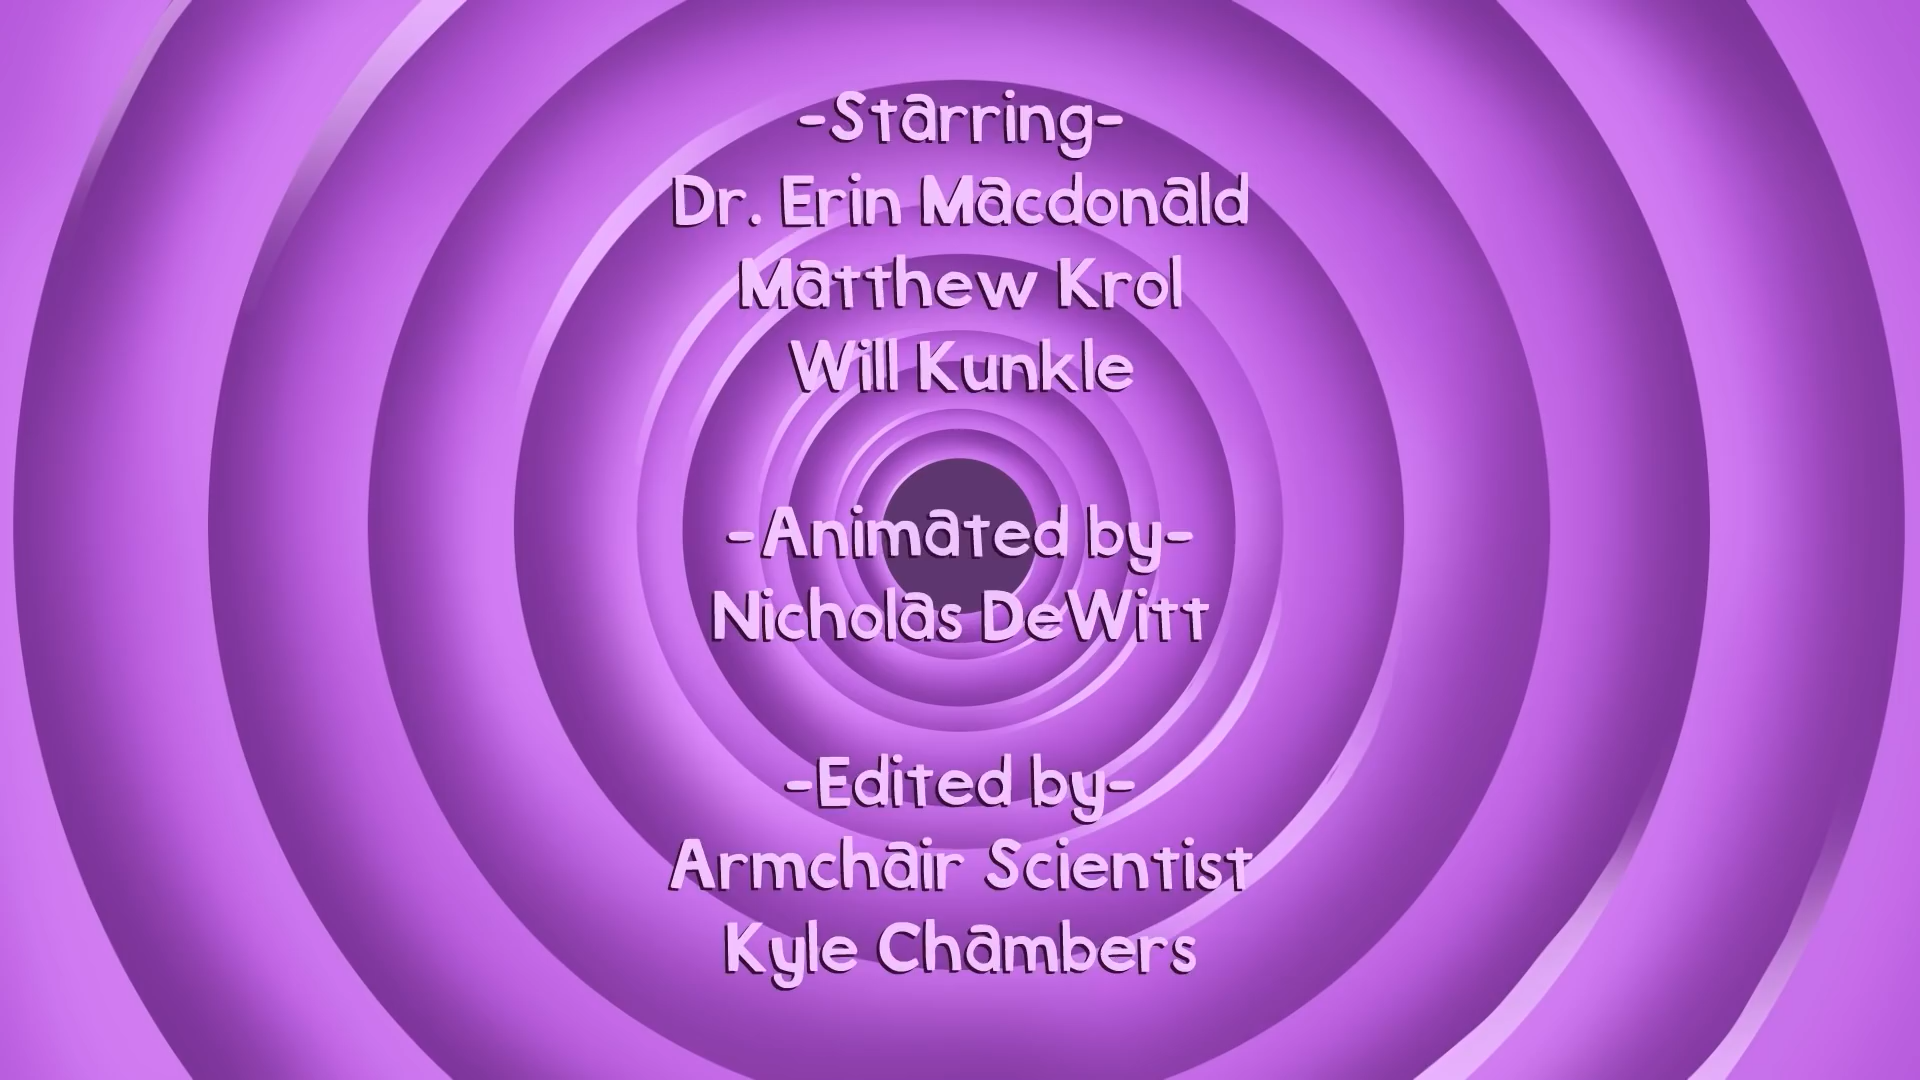 -Starring-
Dr. Erin Macdonald
Matthew Krol
Will Kunkle
-Animated by-
Nicholas DeWitt
-Edited by-
Armchair Scientist
Kyle Chambers